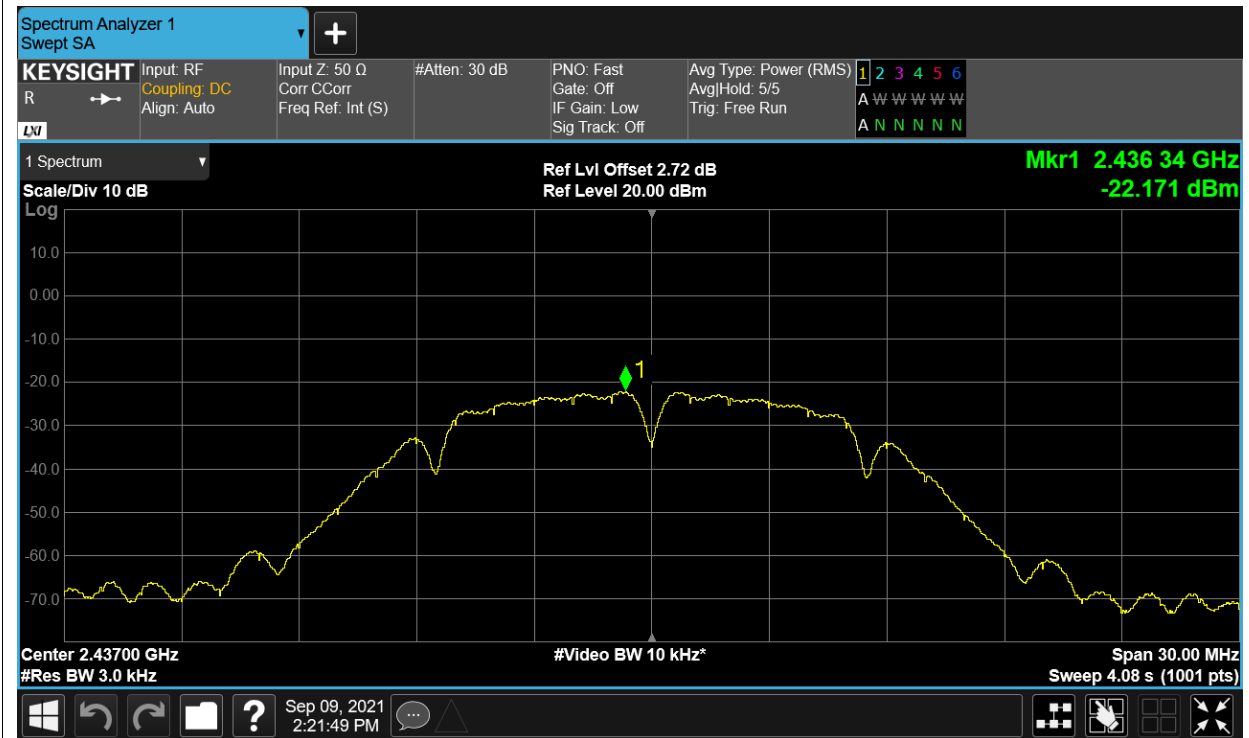 Spectrum Analyzer 1
Swept SA
KEYSIGHT
R
LXI
Input: RF
Coupling: DC
Align: Auto
Input Z: 50 Ω
Corr CCorr
Freq Ref: Int (S)
#Atten: 30 dB
PNO: Fast
Gate: Off
IF Gain: Low
Sig Track: Off
Avg Type: Power (RMS)
Avg|Hold: 5/5
Trig: Free Run
1 2 3 4 5 6
A W W W W W
A N N N N N
1 Spectrum
Scale/Div 10 dB
Log
Ref Lvl Offset 2.72 dB
Ref Level 20.00 dBm
Mkr1 2.436 34 GHz
-22.171 dBm
10.0
0.00
-10.0
-20.0
-30.0
-40.0
-50.0
-60.0
-70.0
1
Center 2.43700 GHz
#Res BW 3.0 kHz
#Video BW 10 kHz*
Span 30.00 MHz
Sweep 4.08 s (1001 pts)
?
Sep 09, 2021
2:21:49 PM